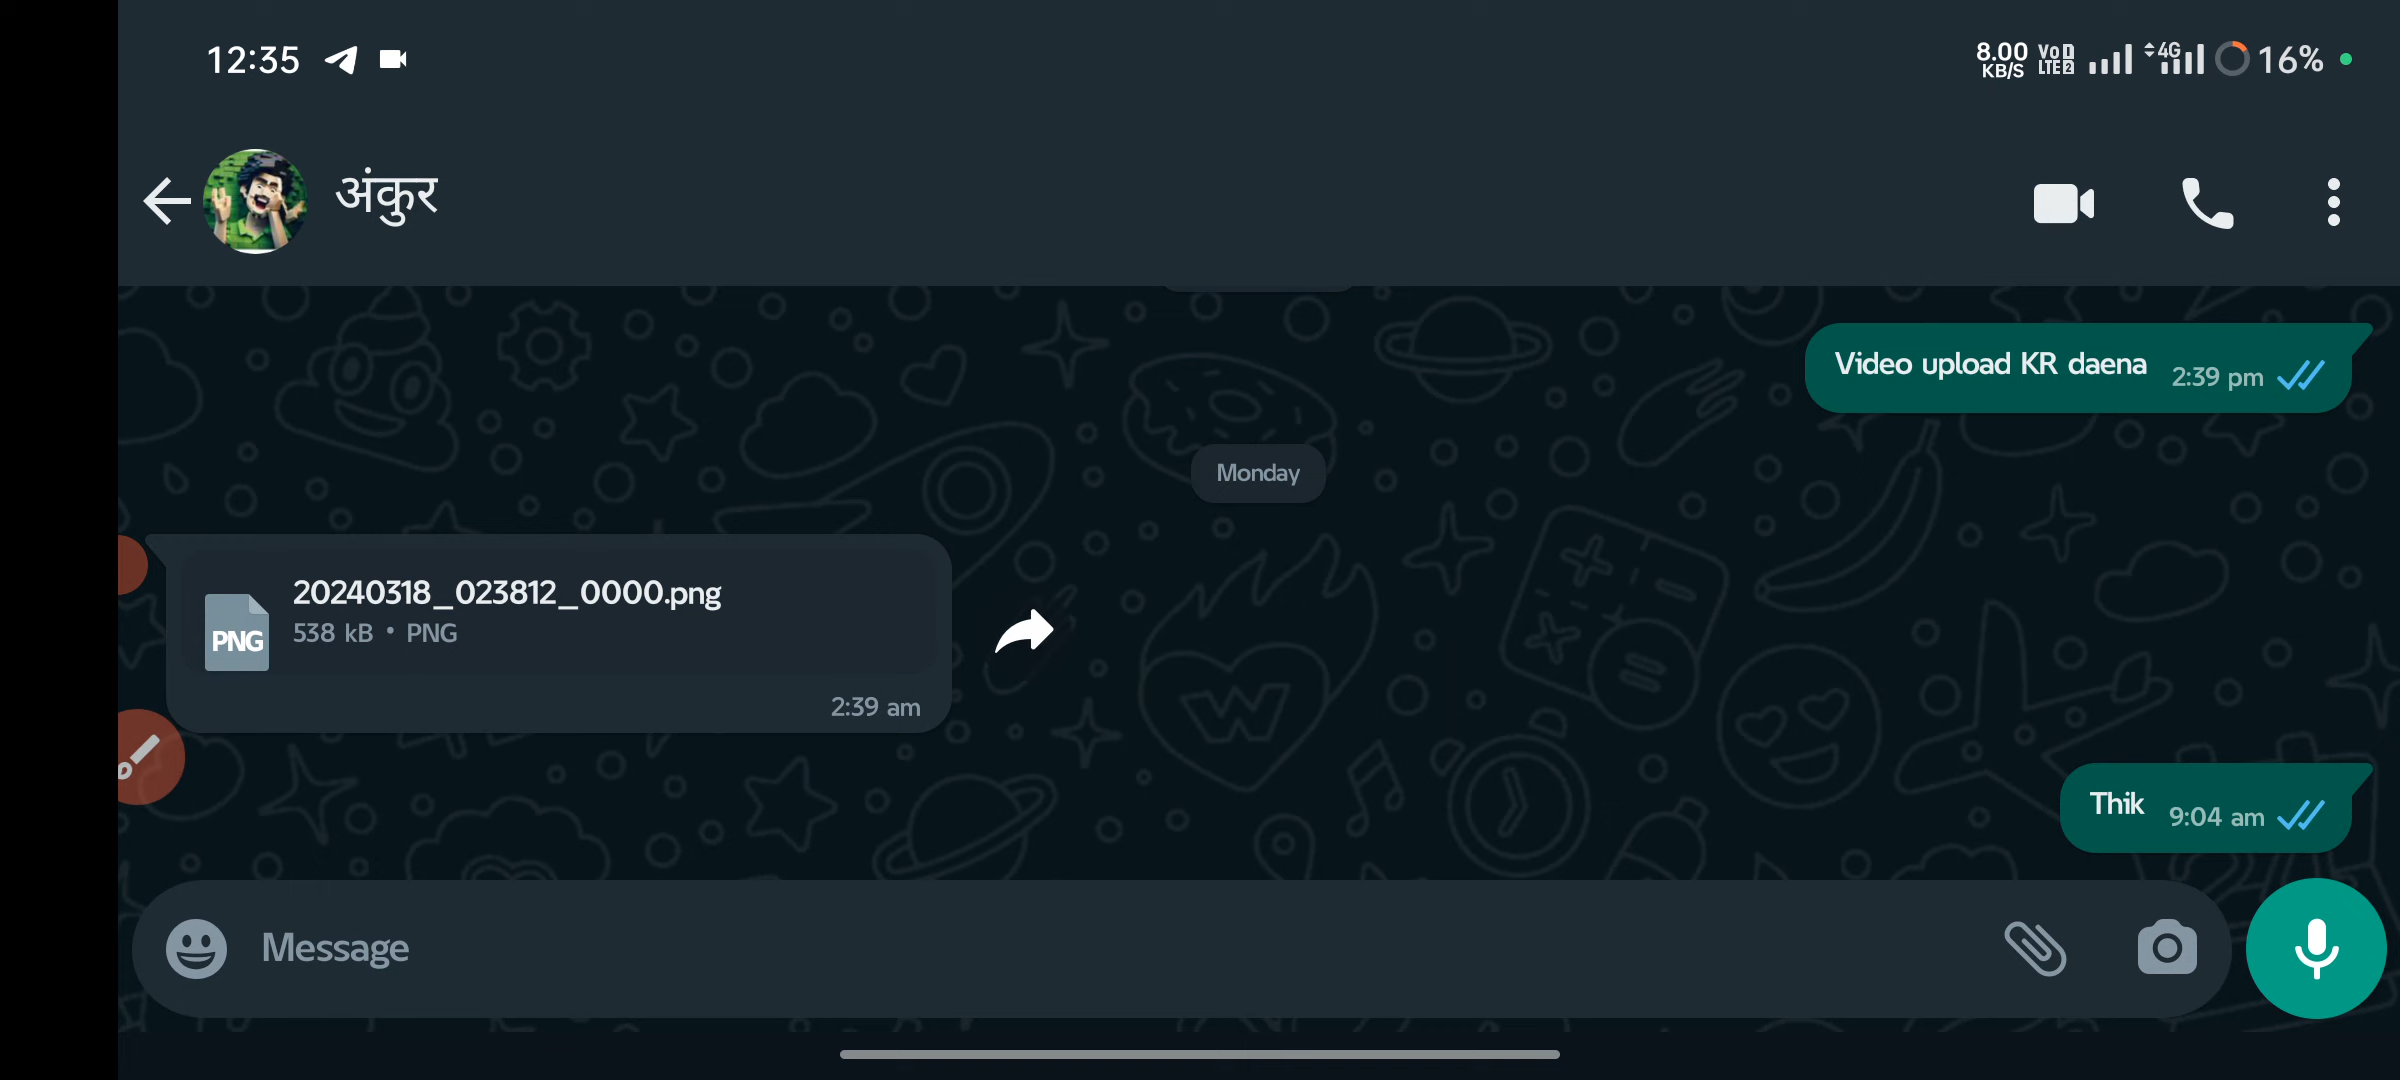 12:35 8.00 KB/S VoLTE 2 4G 16%
अंकुर
Video upload KR daena 2:39 pm
Monday
20240318_023812_0000.png
PNG 538 kB • PNG
2:39 am
Thik 9:04 am
Message